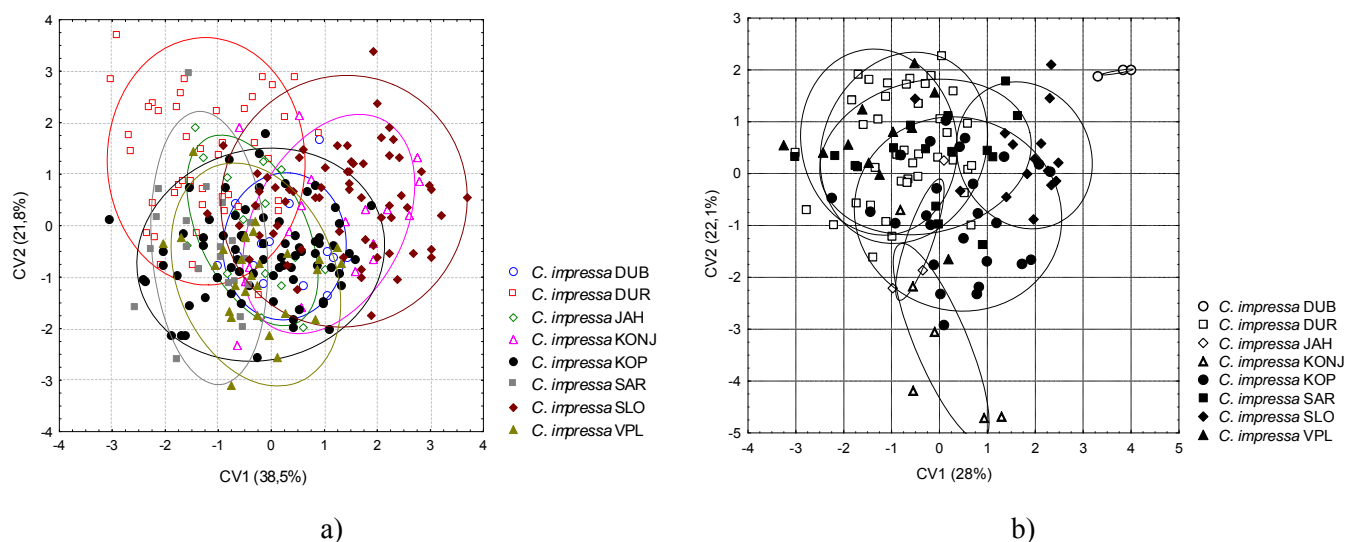 4
3
2
1
0
-1
-2
-3
-4
-4 -3 -2 -1 0 1 2 3 4
CV2 (21,8%)
CV1 (38,5%)
C. impressa DUB
C. impressa DUR
C. impressa JAH
C. impressa KONJ
C. impressa KOP
C. impressa SAR
C. impressa SLO
C. impressa VPL
a)
3
2
1
0
-1
-2
-3
-4
-5
-4 -3 -2 -1 0 1 2 3 4 5
CV2 (22,1%)
CV1 (28%)
C. impressa DUB
C. impressa DUR
C. impressa JAH
C. impressa KONJ
C. impressa KOP
C. impressa SAR
C. impressa SLO
C. impressa VPL
b)